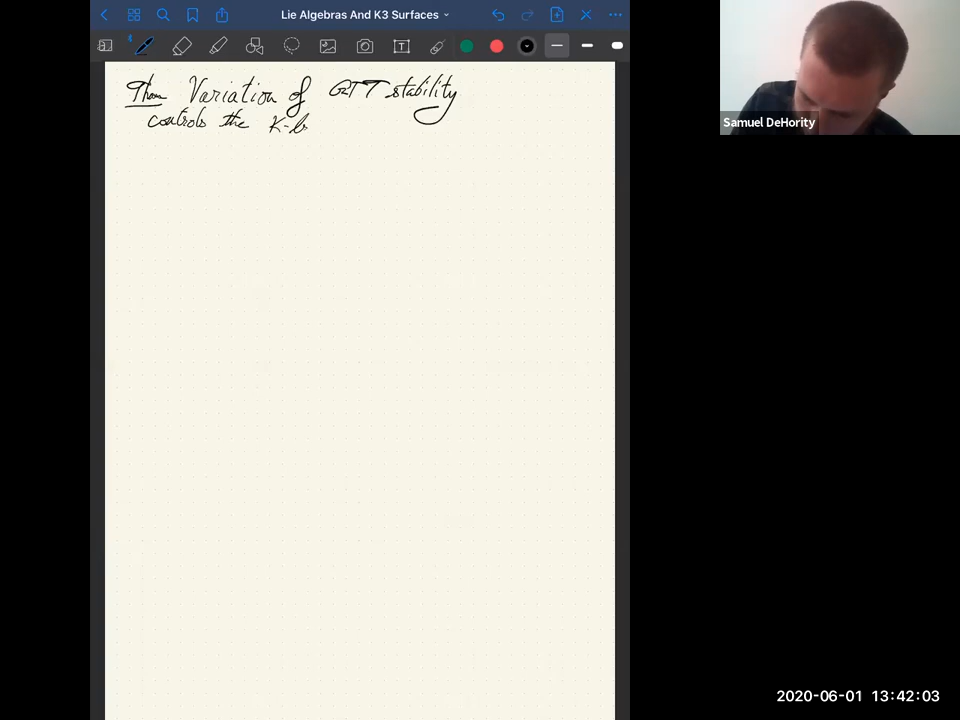 Lie Algebras And K3 Surfaces
Thm Variation of GIT stability
controls the K-
Samuel DeHority
2020-06-01 13:42:03